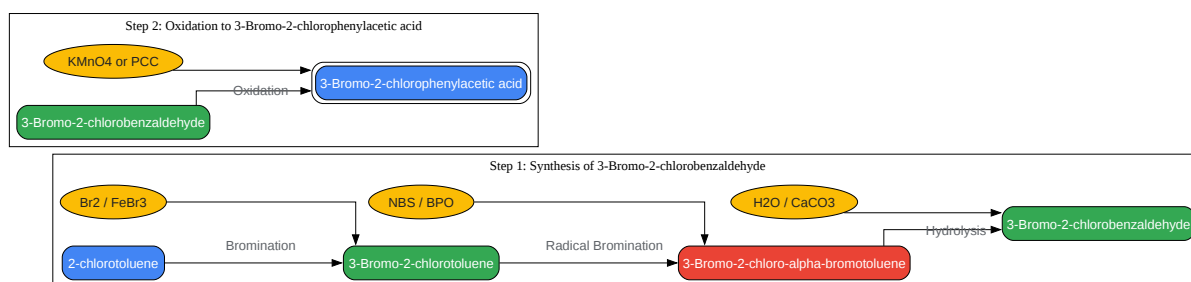 Step 2: Oxidation to 3-Bromo-2-chlorophenylacetic acid
KMnO4 or PCC
3-Bromo-2-chlorophenylacetic acid
Oxidation
3-Bromo-2-chlorobenzaldehyde
Step 1: Synthesis of 3-Bromo-2-chlorobenzaldehyde
Br2 / FeBr3
NBS / BPO
H2O / CaCO3
3-Bromo-2-chlorobenzaldehyde
Bromination
Radical Bromination
Hydrolysis
2-chlorotoluene
3-Bromo-2-chlorotoluene
3-Bromo-2-chloro-alpha-bromotoluene